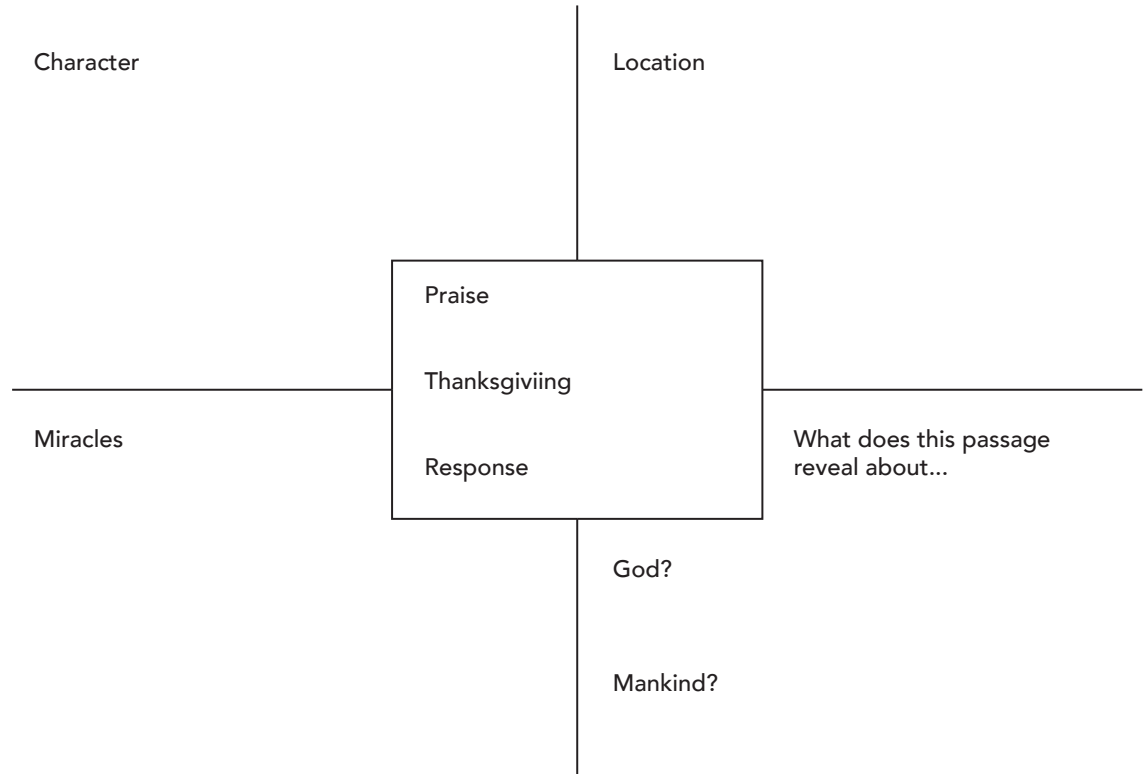 Character
Location
Praise
Thanksgiviing
Response
Miracles
What does this passage
reveal about...
God?
Mankind?